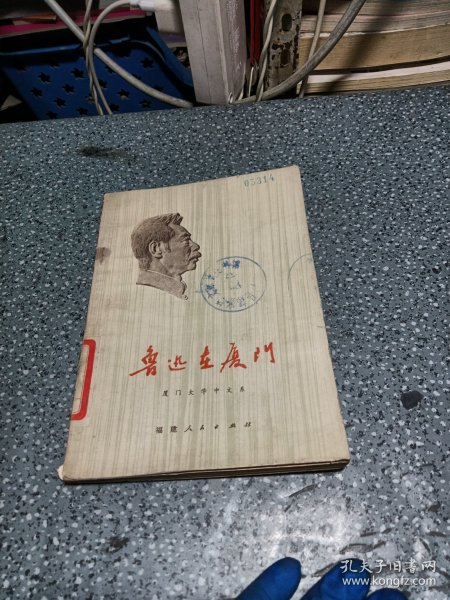 05314
鲁迅在厦门
厦门大学中文系
福建人民出版社
孔夫子旧书网
www.kongfz.com